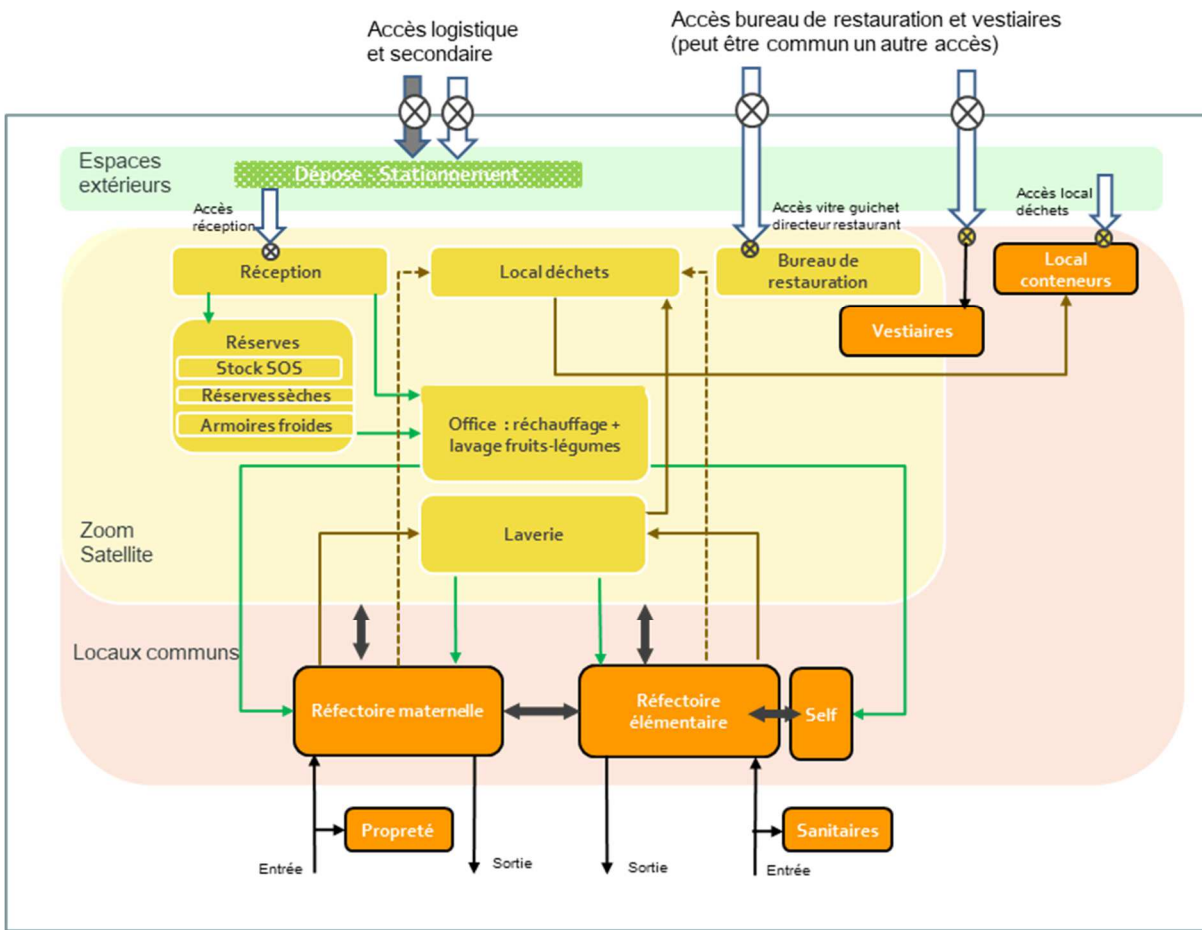 Accès logistique
et secondaire
Accès bureau de restauration et vestiaires
(peut être commun un autre accès)
Espaces
extérieurs
Dépose - Stationnement
Accès
réception
Accès vitre guichet
directeur restaurant
Accès local
déchets
Réception
Local déchets
Bureau de
restauration
Local
conteneurs
Vestiaires
Réserves
Stock SOS
Réserves sèches
Armoires froides
Office : réchauffage +
lavage fruits-légumes
Laverie
Zoom
Satellite
Locaux communs
Réfectoire maternelle
Réfectoire
élémentaire
Self
Propreté
Sanitaires
Entrée
Sortie
Sortie
Entrée